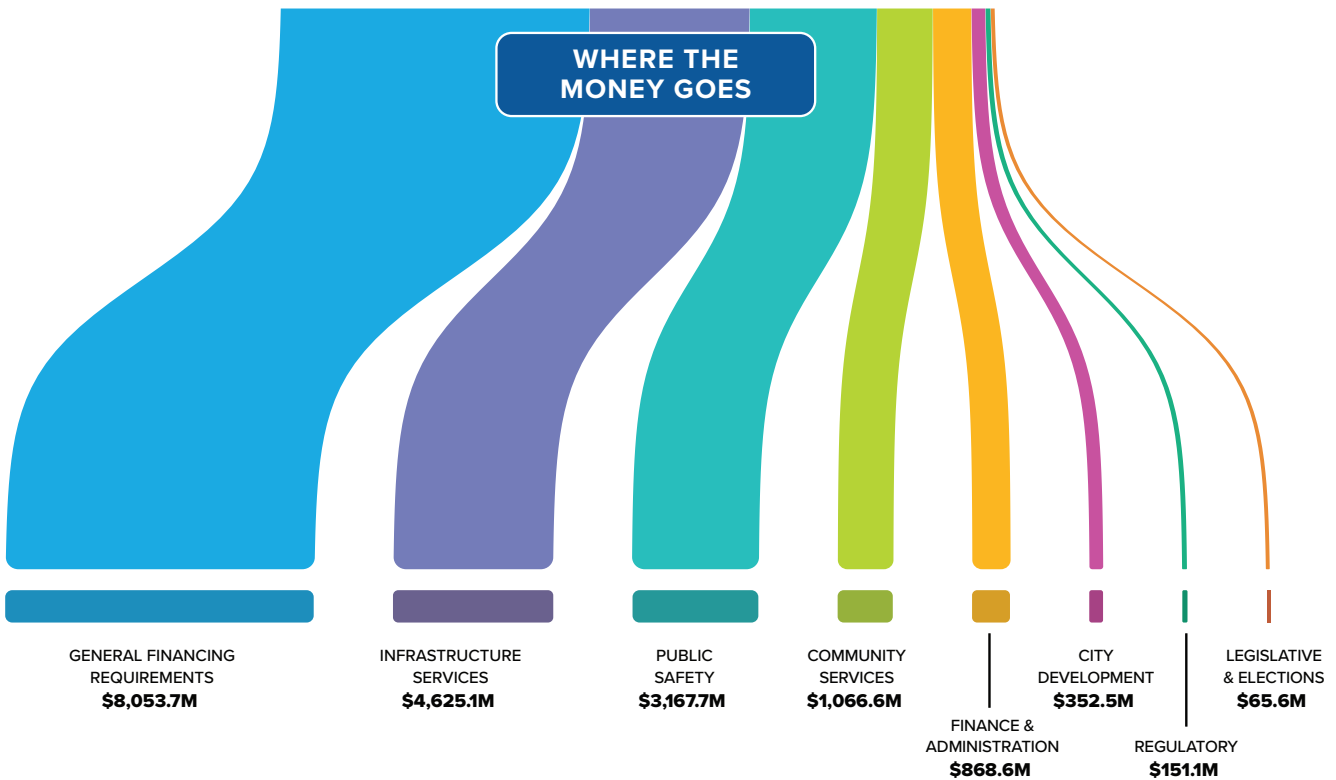 WHERE THE
MONEY GOES
GENERAL FINANCING
REQUIREMENTS
$8,053.7M
INFRASTRUCTURE
SERVICES
$4,625.1M
PUBLIC
SAFETY
$3,167.7M
COMMUNITY
SERVICES
$1,066.6M
FINANCE &
ADMINISTRATION
$868.6M
CITY
DEVELOPMENT
$352.5M
REGULATORY
$151.1M
LEGISLATIVE
& ELECTIONS
$65.6M